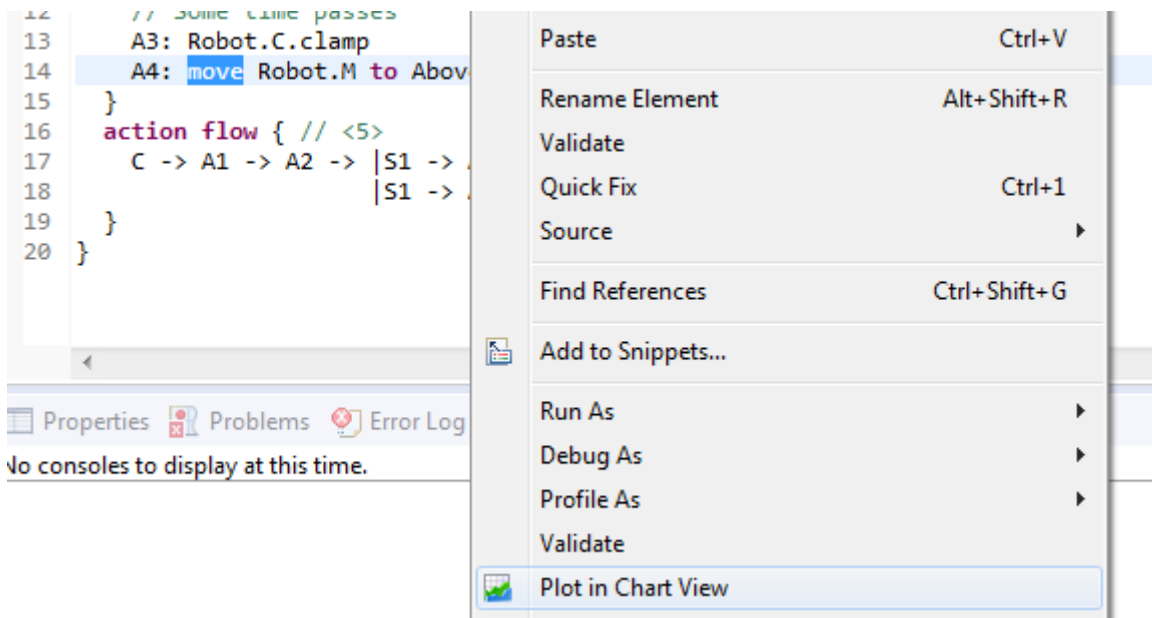 12 // Some time passes
13 A3: Robot.C.clamp
14 A4: move Robot.M to Above
15 }
16 action flow { // <5>
17 C -> A1 -> A2 -> |S1 ->
18 |S1 ->
19 }
20 }
Paste Ctrl+V
Rename Element Alt+Shift+R
Validate
Quick Fix Ctrl+1
Source
Find References Ctrl+Shift+G
Add to Snippets...
Run As
Debug As
Profile As
Validate
Plot in Chart View
Properties Problems Error Log
No consoles to display at this time.